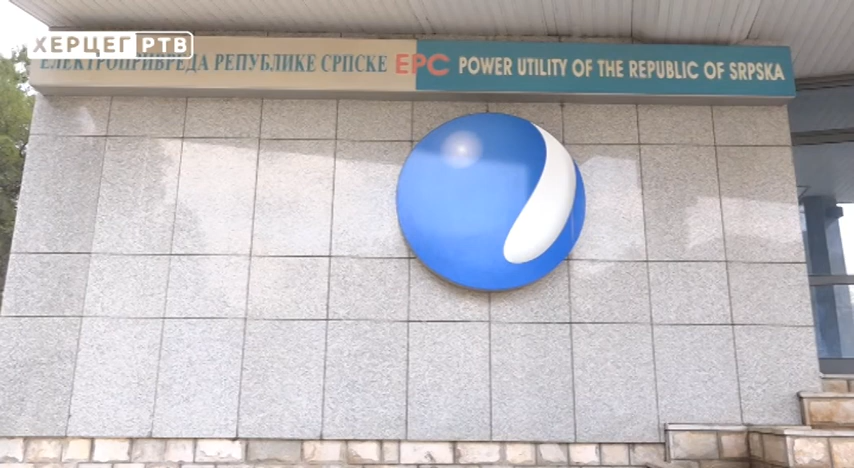 ХЕРЦЕГ РТВ
ЕЛЕКТРОПРИВРЕДА РЕПУБЛИКЕ СРПСКЕ ЕРС POWER UTILITY OF THE REPUBLIC OF SRPSKA